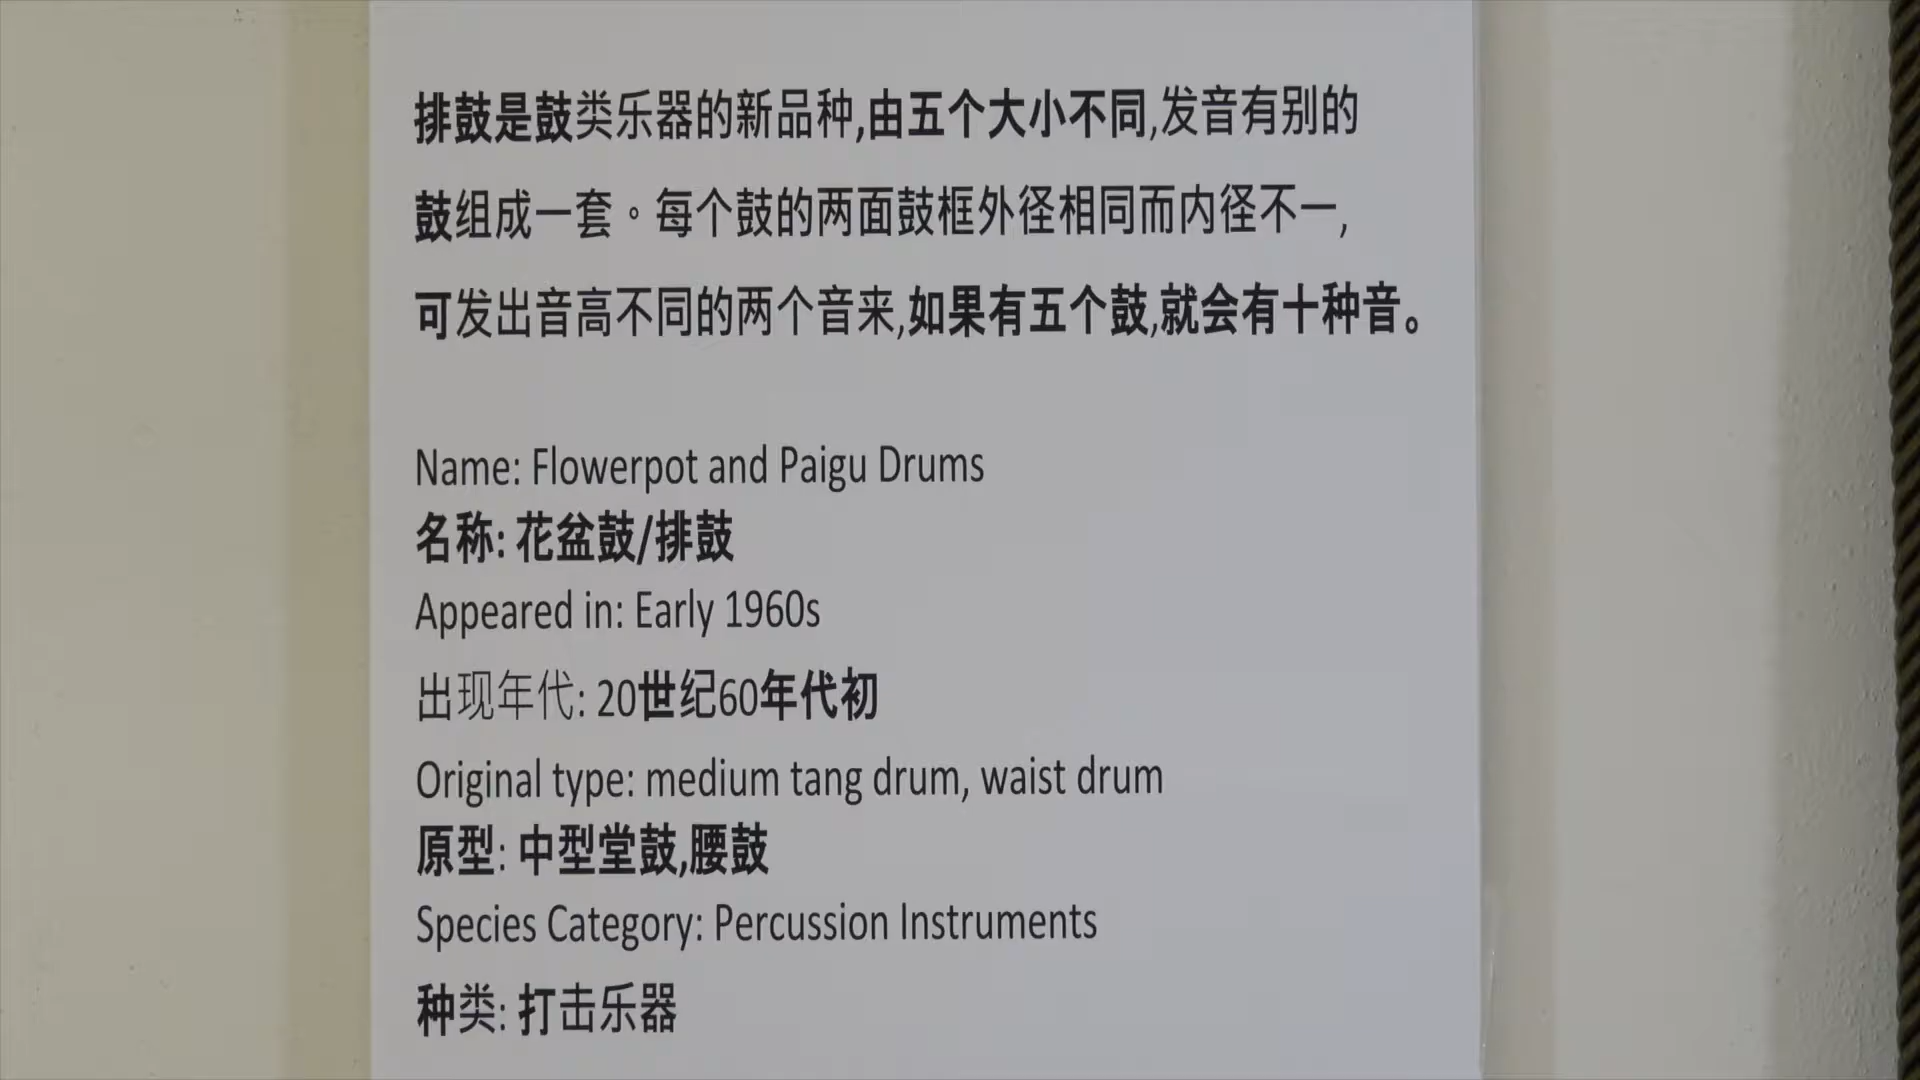 排鼓是鼓类乐器的新品种,由五个大小不同,发音有别的
鼓组成一套。每个鼓的两面鼓框外径相同而内径不一,
可发出音高不同的两个音来,如果有五个鼓,就会有十种音。
Name: Flowerpot and Paigu Drums
名称: 花盆鼓/排鼓
Appeared in: Early 1960s
出现年代: 20世纪60年代初
Original type: medium tang drum, waist drum
原型: 中型堂鼓,腰鼓
Species Category: Percussion Instruments
种类: 打击乐器